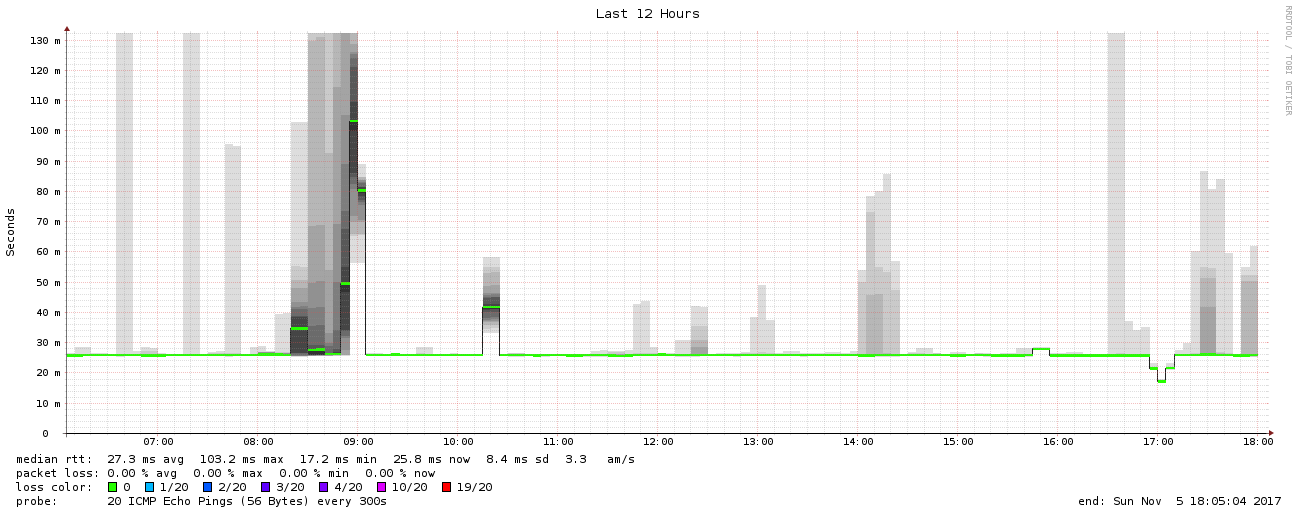 Last 12 Hours
RRDTOOL / TOBI OETIKER
Seconds
130 m
120 m
110 m
100 m
90 m
80 m
70 m
60 m
50 m
40 m
30 m
20 m
10 m
0
07:00 08:00 09:00 10:00 11:00 12:00 13:00 14:00 15:00 16:00 17:00 18:00
median rtt: 27.3 ms avg 103.2 ms max 17.2 ms min 25.8 ms now 8.4 ms sd 3.3 am/s
packet loss: 0.00 % avg 0.00 % max 0.00 % min 0.00 % now
loss color: 0 1/20 2/20 3/20 4/20 10/20 19/20
probe: 20 ICMP Echo Pings (56 Bytes) every 300s end: Sun Nov 5 18:05:04 2017